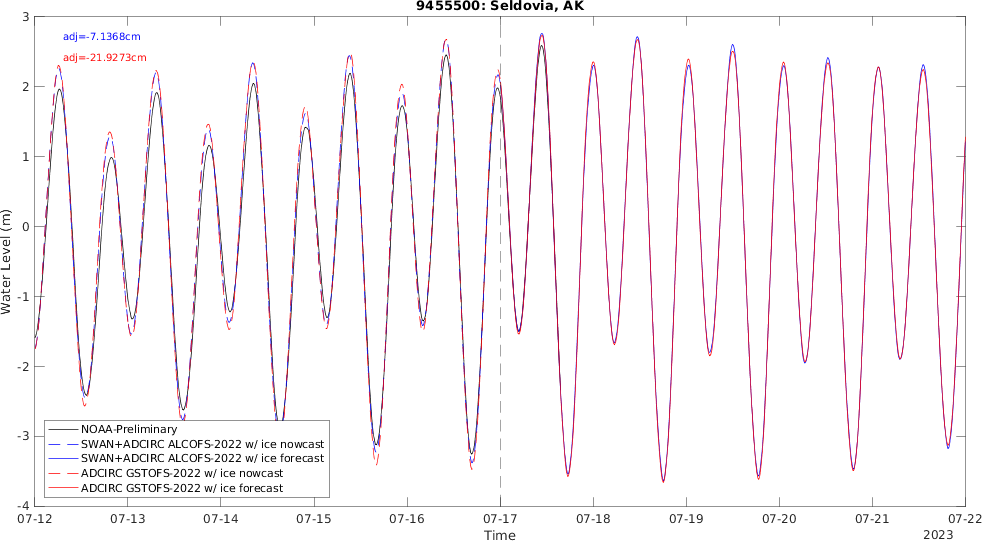 9455500: Seldovia, AK
adj=-7.1368cm
adj=-21.9273cm
Water Level (m)
3
2
1
0
-1
-2
-3
-4
NOAA-Preliminary
SWAN+ADCIRC ALCOFS-2022 w/ ice nowcast
SWAN+ADCIRC ALCOFS-2022 w/ ice forecast
ADCIRC GSTOFS-2022 w/ ice nowcast
ADCIRC GSTOFS-2022 w/ ice forecast
07-12 07-13 07-14 07-15 07-16 07-17 07-18 07-19 07-20 07-21 07-22
Time
2023